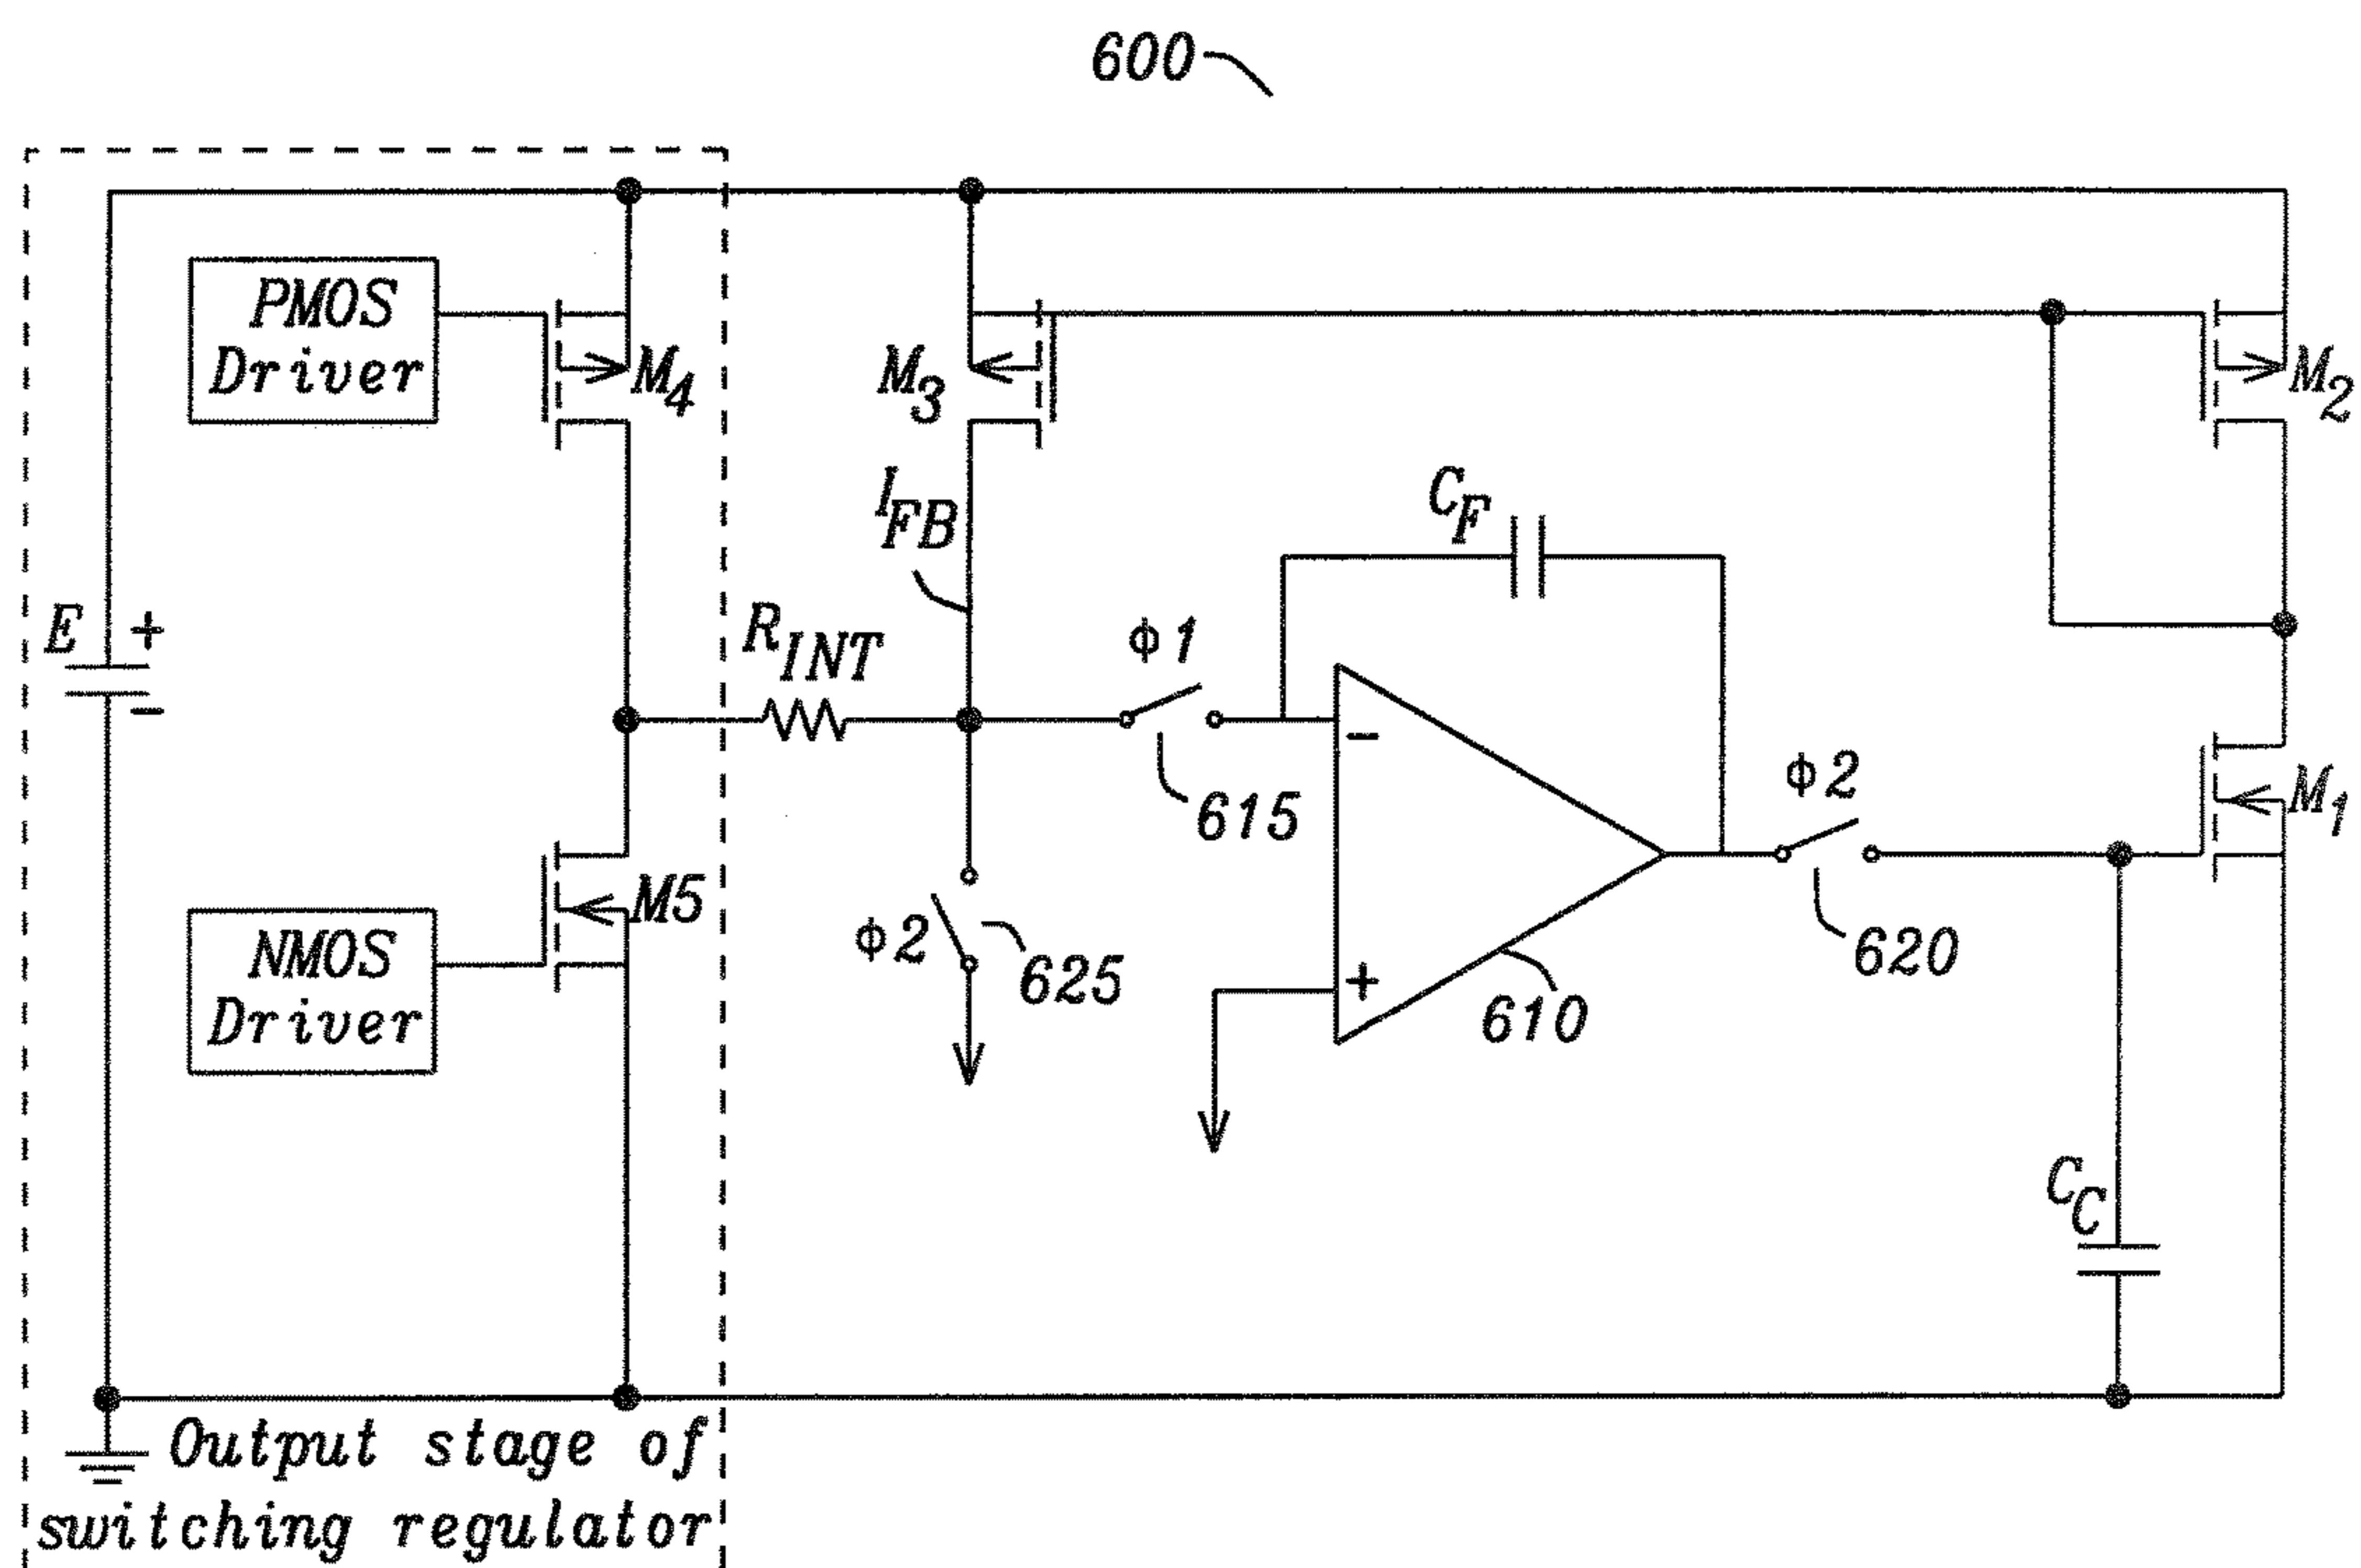 600
PMOS
Driver
M4
M3
M2
IFB
CF
E
+
-
RINT
ϕ1
615
-
+
610
ϕ2
620
M1
NMOS
Driver
M5
ϕ2
625
CC
Output stage of
switching regulator